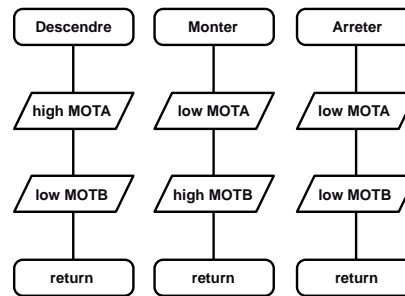 Descendre
high MOTA
low MOTB
return
Monter
low MOTA
high MOTB
return
Arreter
low MOTA
low MOTB
return